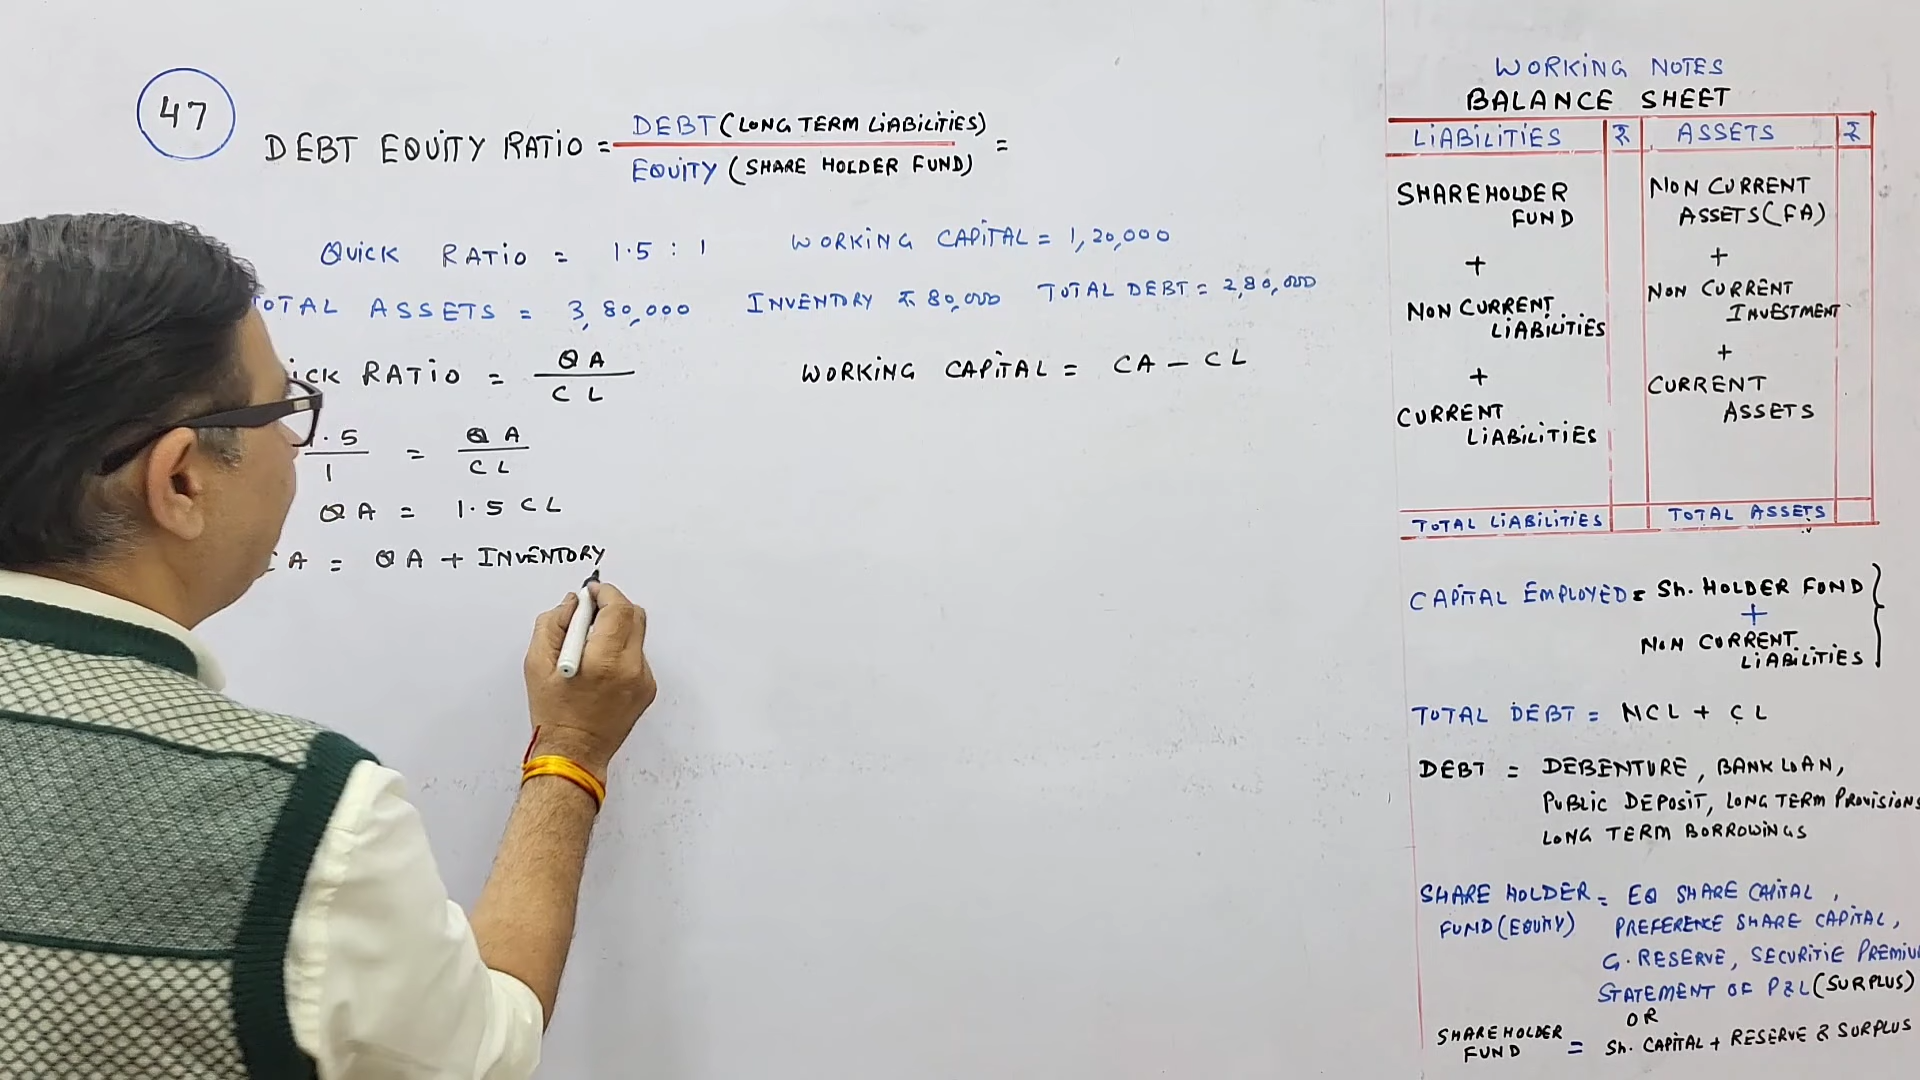 47
DEBT EQUITY RATIO = DEBT (LONG TERM LIABILITIES) =
EQUITY (SHARE HOLDER FUND)
QUICK RATIO = 1.5 : 1 WORKING CAPITAL = 1,20,000
TOTAL ASSETS = 3,80,000 INVENTORY ₹ 80,000 TOTAL DEBT = 2,80,000
RATIO = QA
CL
WORKING CAPITAL = CA - CL
1.5 = QA
1 CL
QA = 1.5 CL
A = QA + INVENTORY
WORKING NOTES
BALANCE SHEET
LIABILITIES ₹ ASSETS ₹
SHAREHOLDER
FUND
+
NON CURRENT
LIABILITIES
+
CURRENT
LIABILITIES
NON CURRENT
ASSETS (FA)
+
NON CURRENT
INVESTMENT
+
CURRENT
ASSETS
TOTAL LIABILITIES TOTAL ASSETS
CAPITAL EMPLOYED = Sh. HOLDER FUND
+
NON CURRENT
LIABILITIES
TOTAL DEBT = NCL + CL
DEBT = DEBENTURE, BANK LOAN,
PUBLIC DEPOSIT, LONG TERM PROVISIONS
LONG TERM BORROWINGS
SHARE HOLDER = EQ SHARE CAPITAL,
FUND (EQUITY) PREFERENCE SHARE CAPITAL,
G. RESERVE, SECURITIE PREMIU
STATEMENT OF P&L (SURPLUS)
OR
SHAREHOLDER
FUND = Sh. CAPITAL + RESERVE & SURPLUS